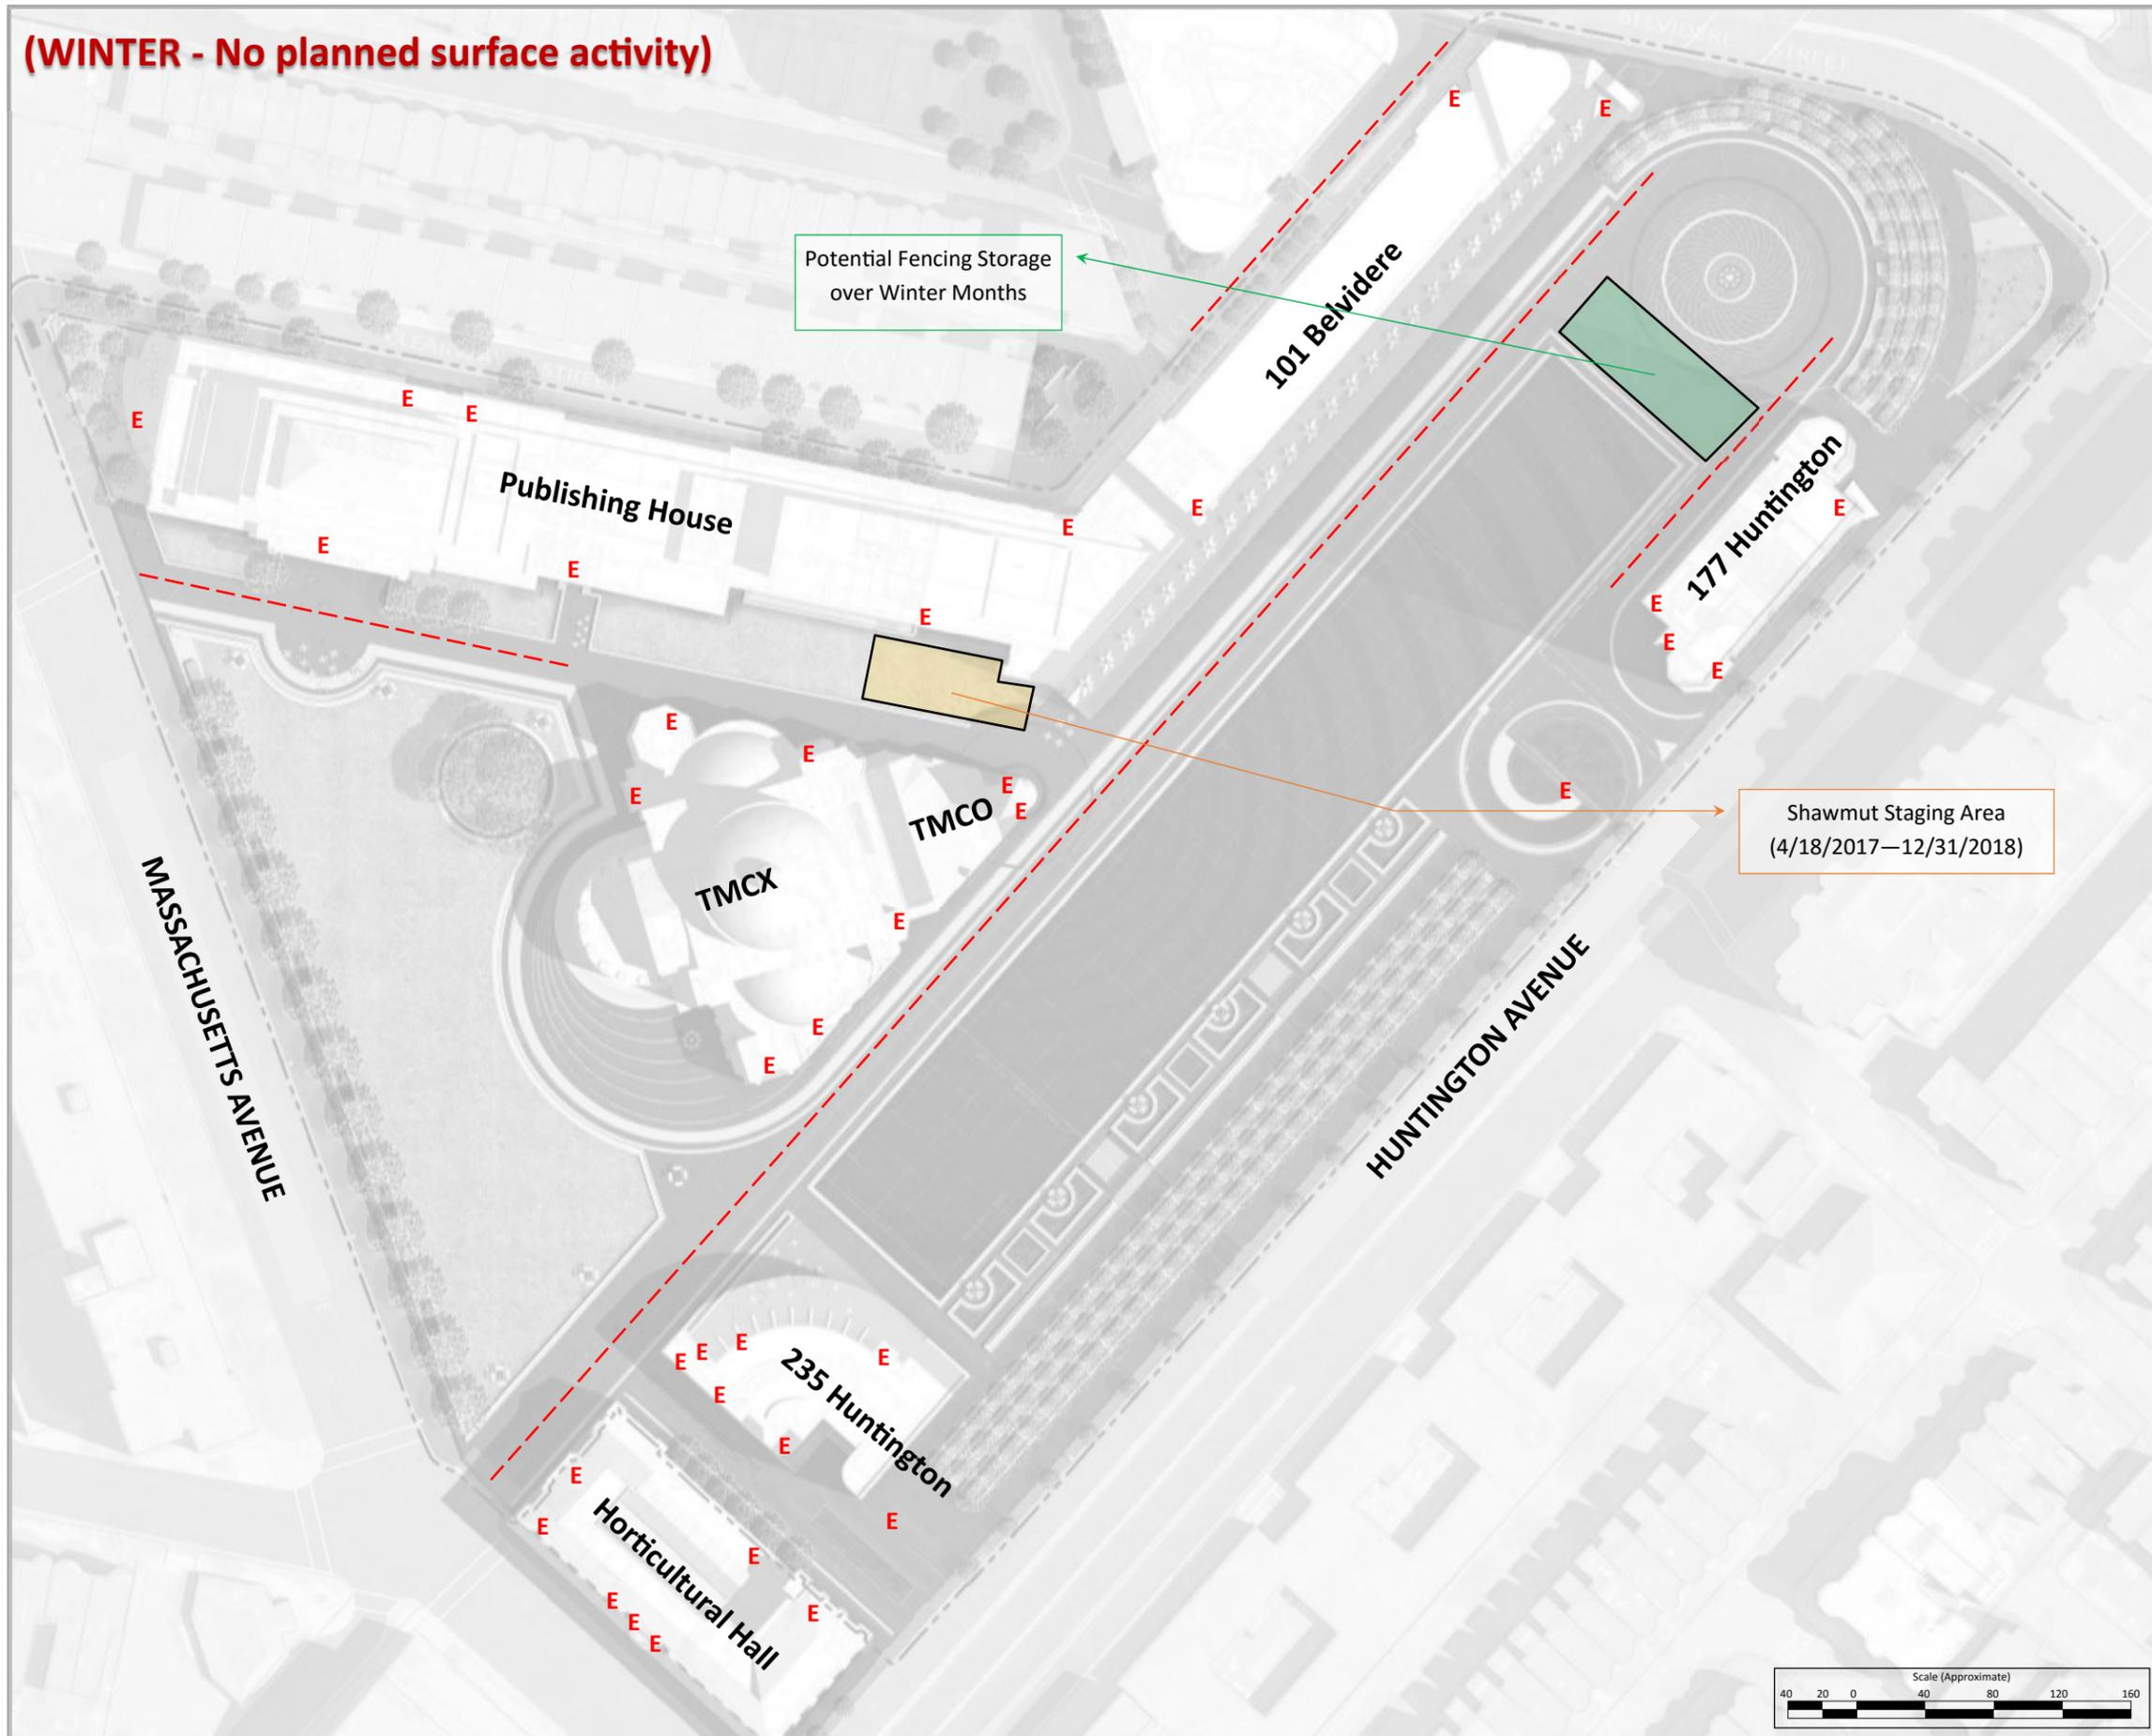 (WINTER - No planned surface activity)
BELVIDERE STREET
E
E
Potential Fencing Storage
over Winter Months
101 Belvidere
E
E
E
Publishing House
E
E
E
177 Huntington
E
E
E
E
E
E
E
E
E
E
E
E
E
TMCO
E
E
Shawmut Staging Area
(4/18/2017—12/31/2018)
TMCX
E
MASSACHUSETTS AVENUE
HUNTINGTON AVENUE
E
E
E
E
E
E
E
235 Huntington
E
E
E
E
E
Horticultural Hall
E
E
E
E
E
Scale (Approximate)
40 20 0 40 80 120 160